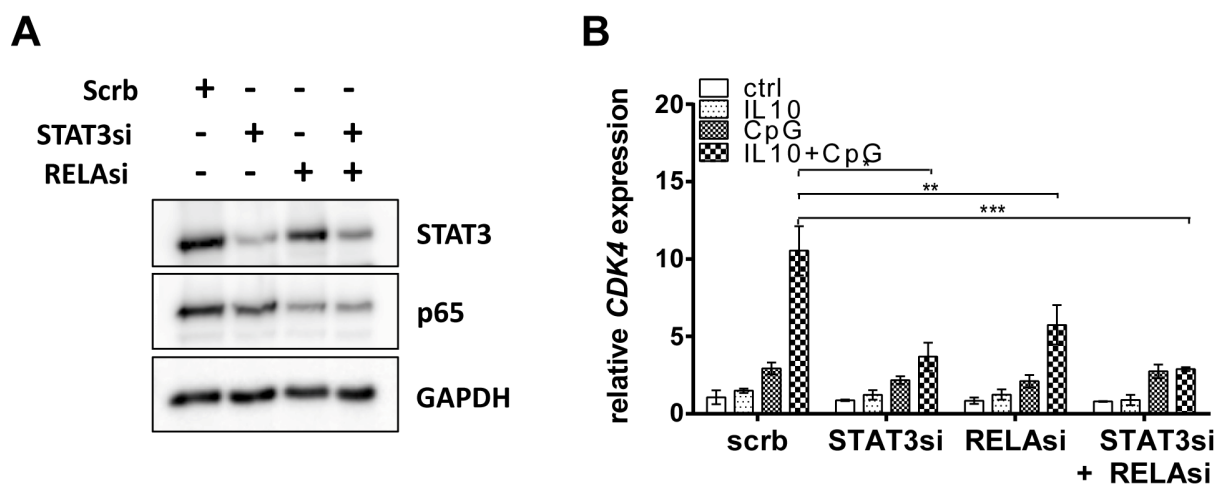 A
Scrb + - - -
STAT3si - + - +
RELAsi - - + +
STAT3
p65
GAPDH
B
relative CDK4 expression
20
15
10
5
0
ctrl
IL10
CpG
IL10+CpG
*
**
***
scrb STAT3si RELAsi STAT3si
+ RELAsi